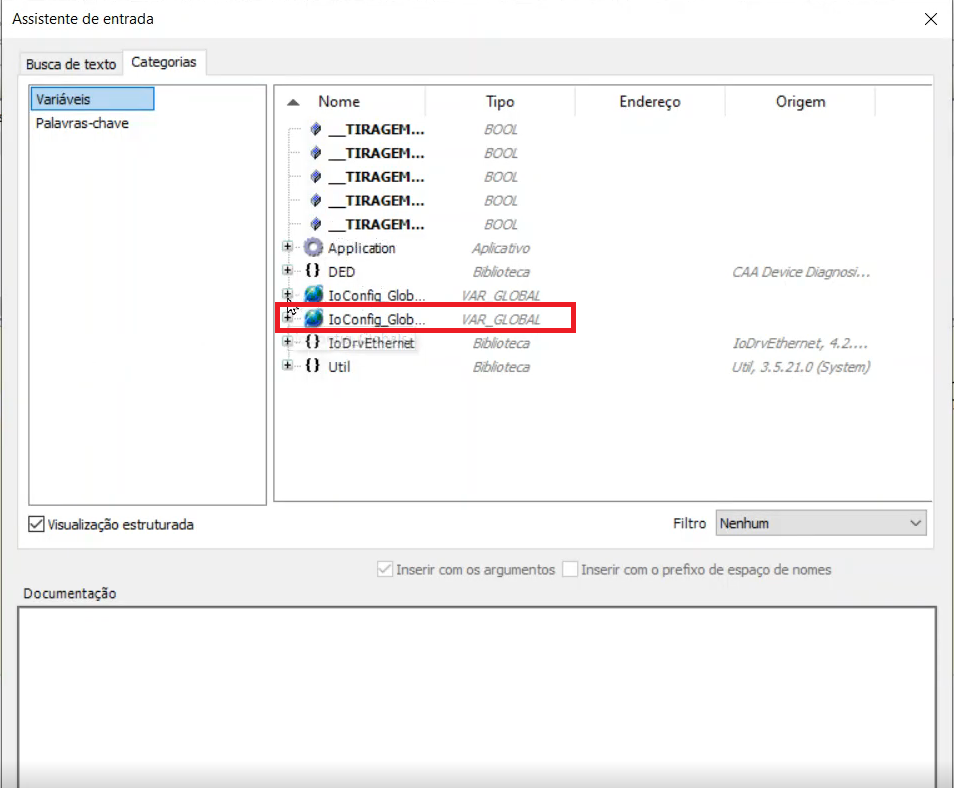 Assistente de entrada
Busca de texto Categorias
Variáveis
Palavras-chave
Nome Tipo Endereço Origem
__TIRAGEM... BOOL
__TIRAGEM... BOOL
__TIRAGEM... BOOL
__TIRAGEM... BOOL
__TIRAGEM... BOOL
Application Aplicativo
DED Biblioteca CAA Device Diagnosi...
IoConfig_Glob... VAR_GLOBAL
IoConfig_Glob... VAR_GLOBAL
IoDrvEthernet Biblioteca IoDrvEthernet, 4.2....
Util Biblioteca Util, 3.5.21.0 (System)
Visualização estruturada
Filtro Nenhum
Inserir com os argumentos Inserir com o prefixo de espaço de nomes
Documentação